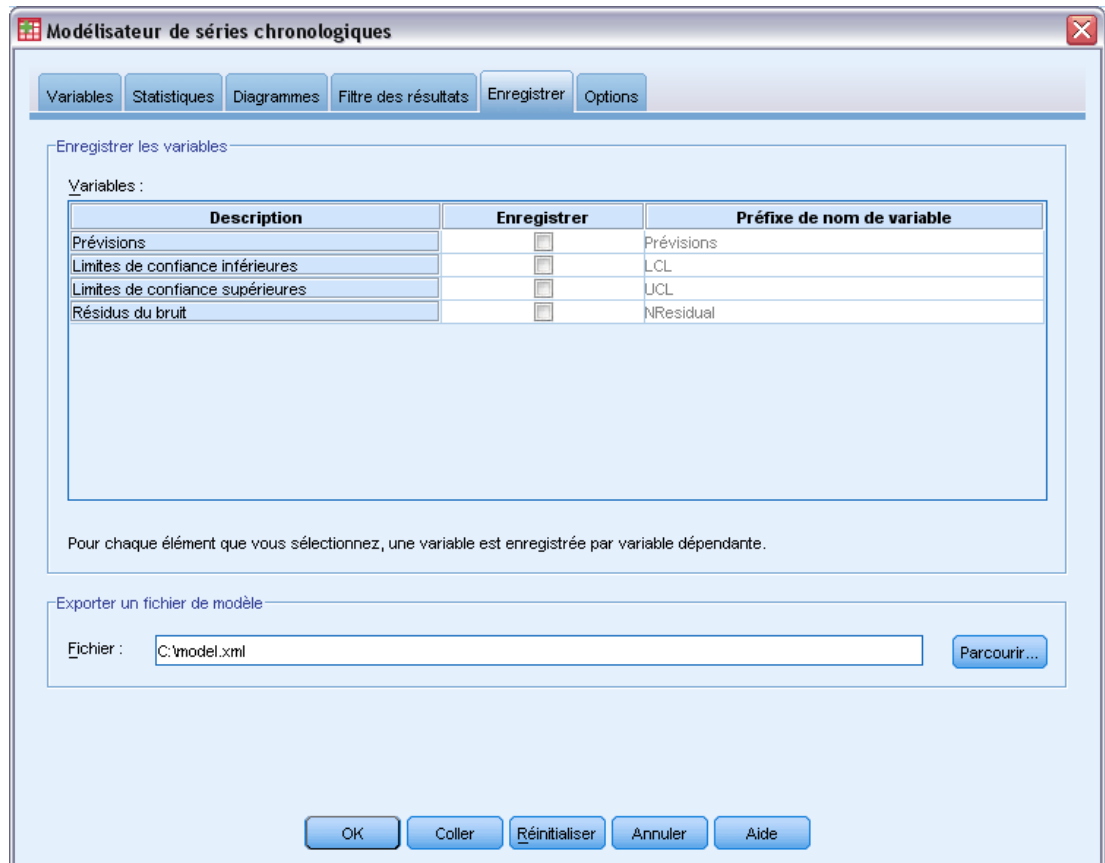 Modélisateur de séries chronologiques
Variables Statistiques Diagrammes Filtre des résultats Enregistrer Options
Enregistrer les variables
Variables :
Description Enregistrer Préfixe de nom de variable
Prévisions Prévisions
Limites de confiance inférieures LCL
Limites de confiance supérieures UCL
Résidus du bruit NResidual
Pour chaque élément que vous sélectionnez, une variable est enregistrée par variable dépendante.
Exporter un fichier de modèle
Fichier : C:\model.xml Parcourir...
OK Coller Réinitialiser Annuler Aide